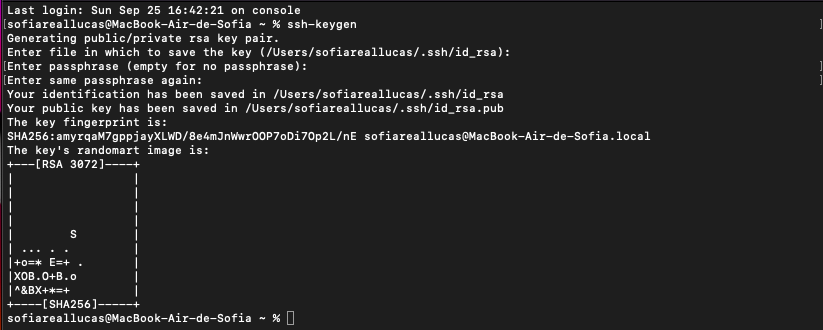 Last login: Sun Sep 25 16:42:21 on console
[sofiareallucas@MacBook-Air-de-Sofia ~ % ssh-keygen ]
Generating public/private rsa key pair.
Enter file in which to save the key (/Users/sofiareallucas/.ssh/id_rsa):
[Enter passphrase (empty for no passphrase): ]
[Enter same passphrase again: ]
Your identification has been saved in /Users/sofiareallucas/.ssh/id_rsa
Your public key has been saved in /Users/sofiareallucas/.ssh/id_rsa.pub
The key fingerprint is:
SHA256:amyrqaM7gppjayXLWD/8e4mJnWwrOOP7oDi7Op2L/nE sofiareallucas@MacBook-Air-de-Sofia.local
The key's randomart image is:
+---[RSA 3072]----+
|                 |
|                 |
|                 |
|                 |
|        S        |
| ... . .         |
|+o=* E=+ .       |
|XOB.O+B.o        |
|^&BX+*=+         |
+----[SHA256]-----+
sofiareallucas@MacBook-Air-de-Sofia ~ %